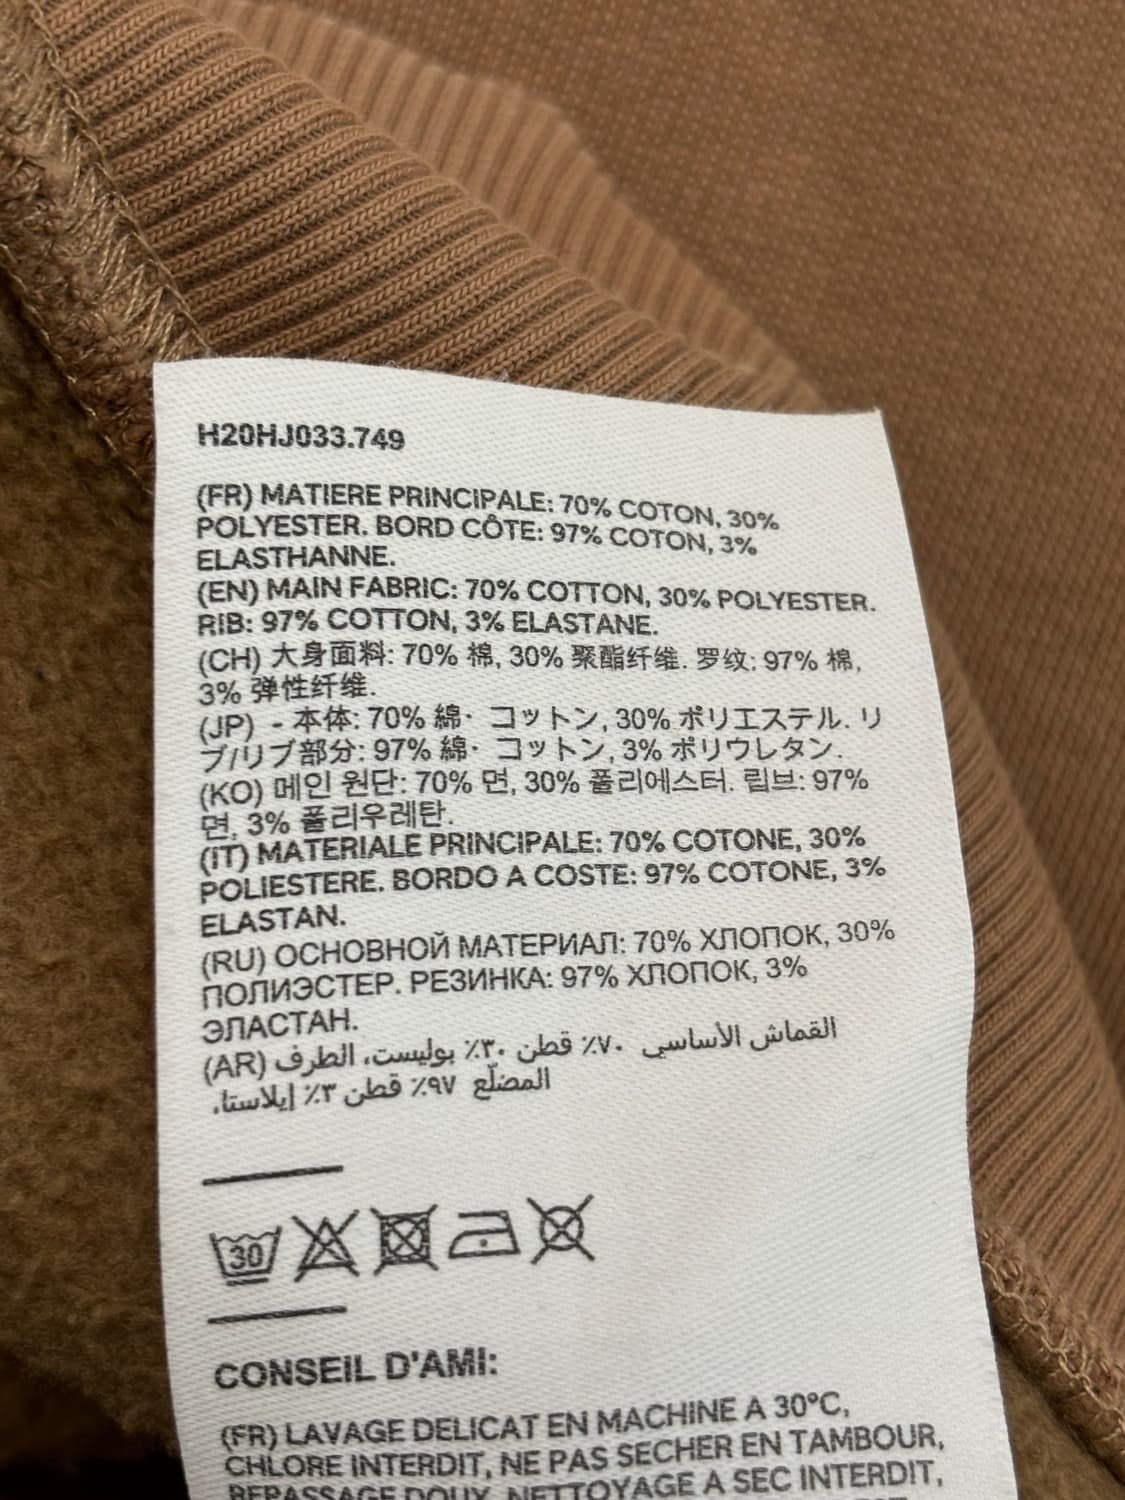 H20HJ033.749
(FR) MATIERE PRINCIPALE: 70% COTON, 30%
POLYESTER. BORD CÔTE: 97% COTON, 3%
ELASTHANNE.
(EN) MAIN FABRIC: 70% COTTON, 30% POLYESTER.
RIB: 97% COTTON, 3% ELASTANE.
(CH) 大身面料: 70% 棉, 30% 聚酯纤维. 罗纹: 97% 棉,
3% 弹性纤维.
(JP) - 本体: 70% 綿· コットン, 30% ポリエステル. リ
ブ/リブ部分: 97% 綿· コットン, 3% ポリウレタン.
(KO) 메인 원단: 70% 면, 30% 폴리에스터. 립브: 97%
면, 3% 폴리우레탄.
(IT) MATERIALE PRINCIPALE: 70% COTONE, 30%
POLIESTERE. BORDO A COSTE: 97% COTONE, 3%
ELASTAN.
(RU) ОСНОВНОЙ МАТЕРИАЛ: 70% ХЛОПОК, 30%
ПОЛИЭСТЕР. РЕЗИНКА: 97% ХЛОПОК, 3%
ЭЛАСТАН.
(AR) القماش الأساسي ٧٠٪ قطن ٣٠٪ بوليست، الطرف
المضلّع ٩٧٪ قطن ٣٪ إيلاستا،
30
CONSEIL D'AMI:
(FR) LAVAGE DELICAT EN MACHINE A 30°C,
CHLORE INTERDIT, NE PAS SECHER EN TAMBOUR,
REPASSAGE DOUX, NETTOYAGE A SEC INTERDIT,